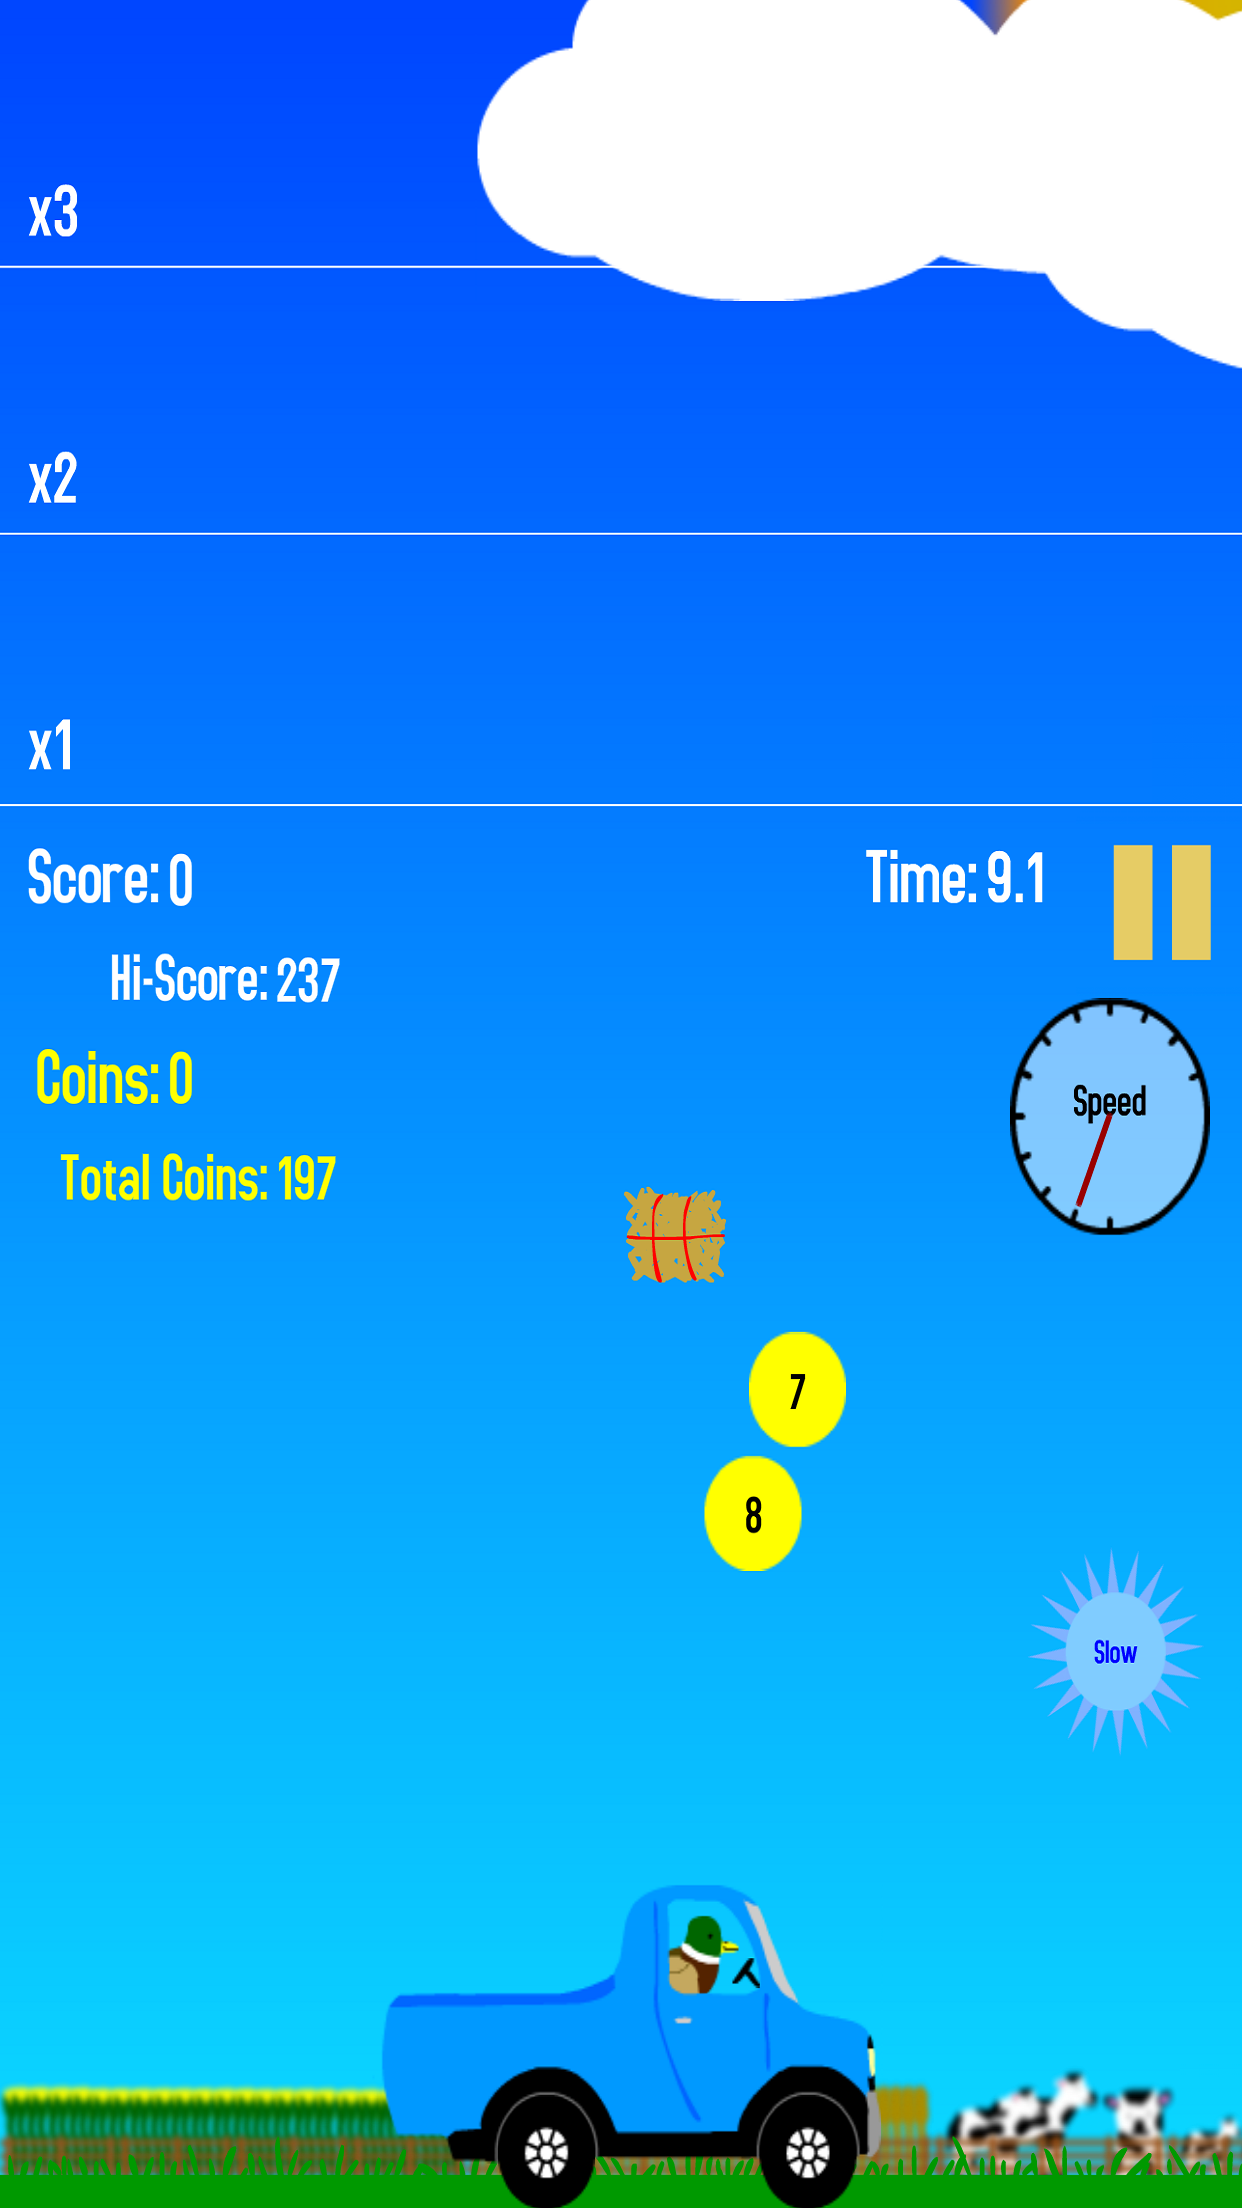 x3
x2
x1
Score: 0
Time: 9.1
Hi-Score: 237
Coins: 0
Speed
Total Coins: 197
7
8
Slow